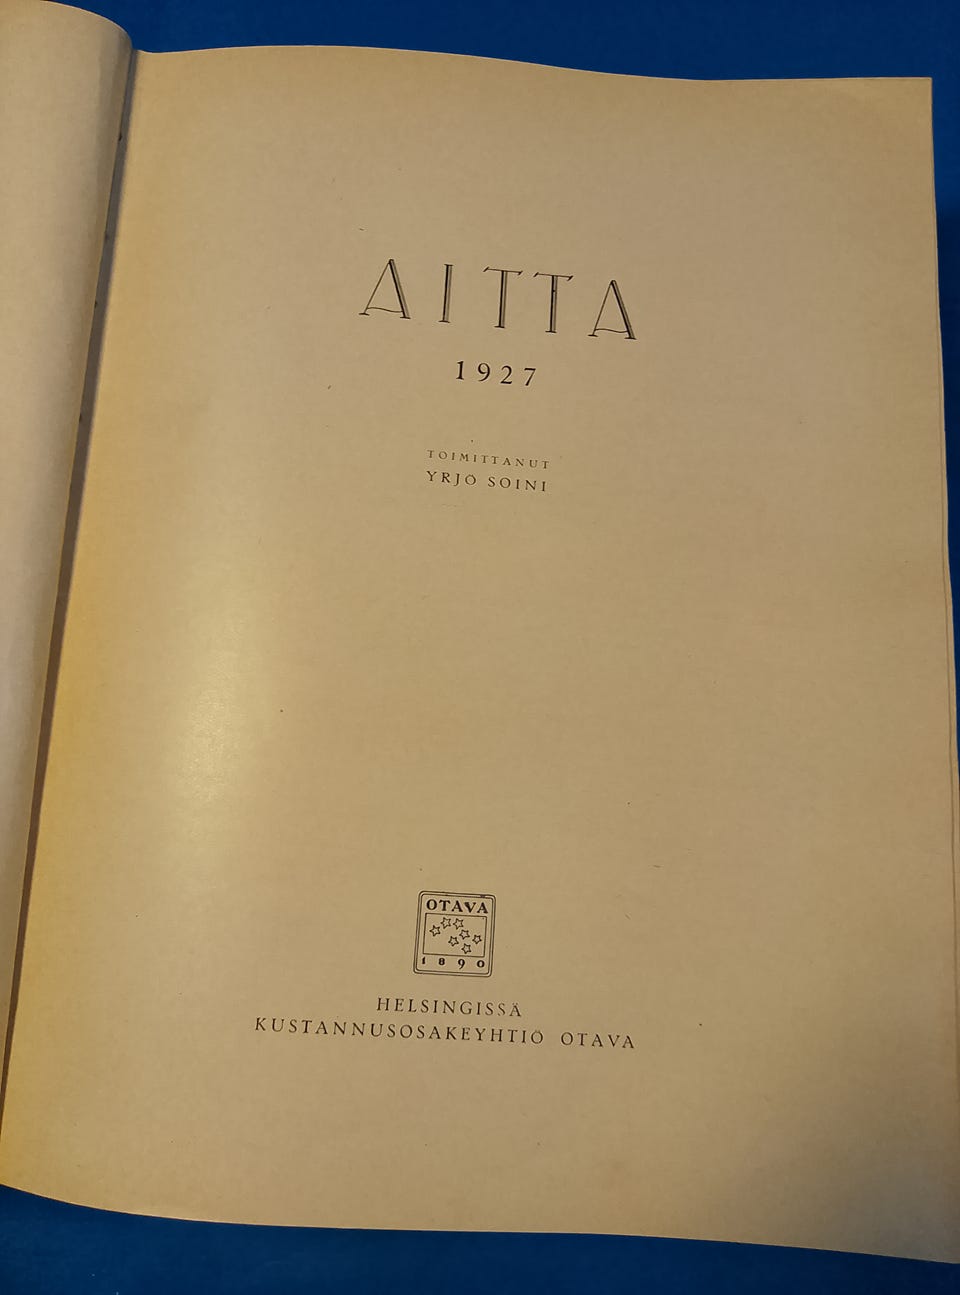 AITTA
1927
TOIMITTANUT
YRJÖ SOINI
OTAVA
1890
HELSINGISSÄ
KUSTANNUSOSAKEYHTIÖ OTAVA